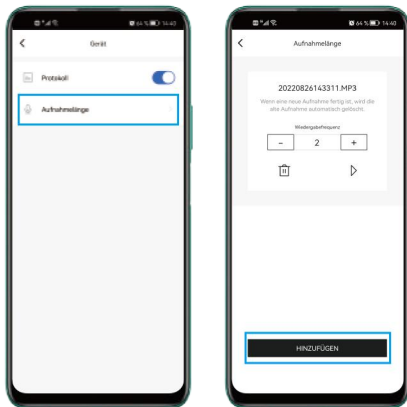 64 % 14:40
Gerät
Protokoll
Aufnahmelänge
64 % 14:40
Aufnahmelänge
20220826143311.MP3
Wenn eine neue Aufnahme fertig ist, wird die
alte Aufnahme automatisch gelöscht.
Wiedergabefrequenz
- 2 +
HINZUFÜGEN